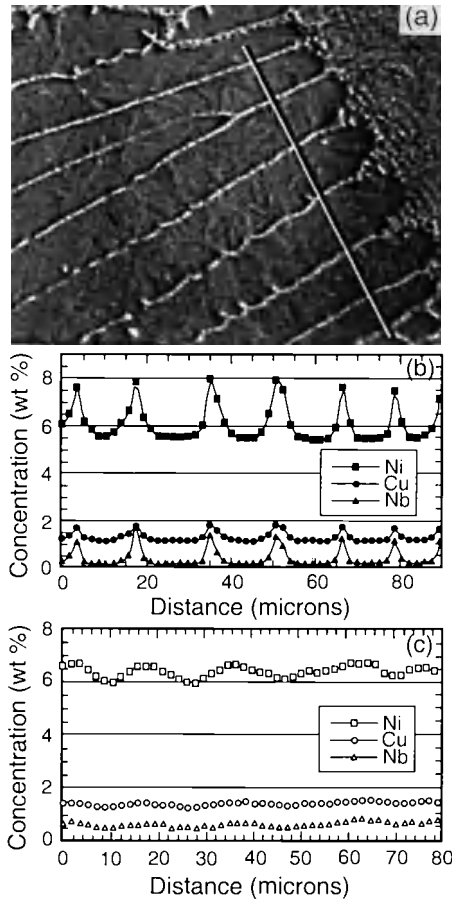 (a)
(b)
Concentration (wt %)
8
6
4
2
0
Ni
Cu
Nb
0 20 40 60 80
Distance (microns)
(c)
Concentration (wt %)
8
6
4
2
0
Ni
Cu
Nb
0 10 20 30 40 50 60 70 80
Distance (microns)